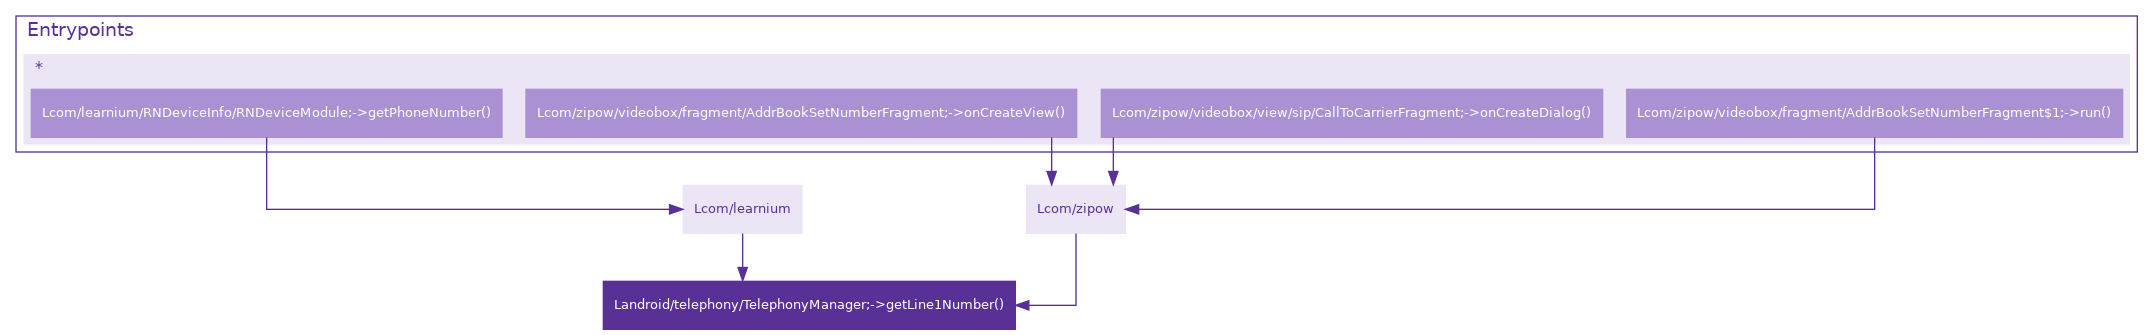 Entrypoints
*
Lcom/learnium/RNDeviceInfo/RNDeviceModule;->getPhoneNumber()
Lcom/zipow/videobox/fragment/AddrBookSetNumberFragment;->onCreateView()
Lcom/zipow/videobox/view/sip/CallToCarrierFragment;->onCreateDialog()
Lcom/zipow/videobox/fragment/AddrBookSetNumberFragment$1;->run()
Lcom/learnium
Lcom/zipow
Landroid/telephony/TelephonyManager;->getLine1Number()